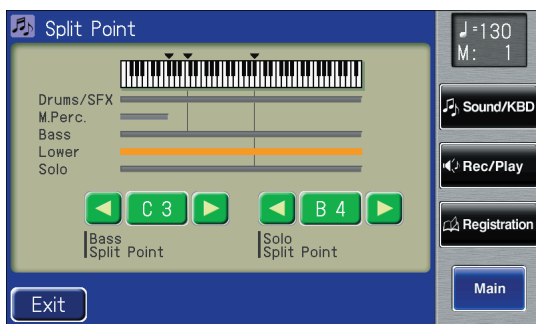 Split Point
♩=130
M: 1
Drums/SFX
M.Perc.
Bass
Lower
Solo
Sound/KBD
Rec/Play
Registration
C 3
B 4
Bass
Split Point
Solo
Split Point
Exit
Main